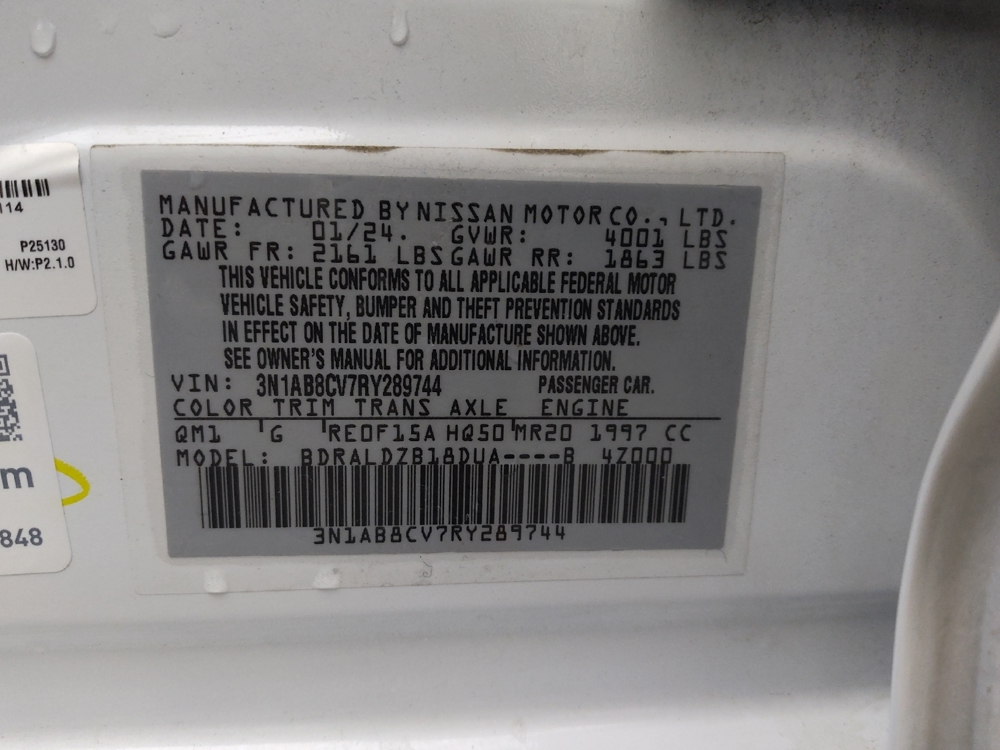 114
P25130
H/W:P2.1.0
MANUFACTURED BY NISSAN MOTOR CO., LTD.
DATE: 01/24. GVWR: 4001 LBS
GAWR FR: 2161 LBS GAWR RR: 1863 LBS
THIS VEHICLE CONFORMS TO ALL APPLICABLE FEDERAL MOTOR
VEHICLE SAFETY, BUMPER AND THEFT PREVENTION STANDARDS
IN EFFECT ON THE DATE OF MANUFACTURE SHOWN ABOVE.
SEE OWNER'S MANUAL FOR ADDITIONAL INFORMATION.
VIN: 3N1AB8CV7RY289744 PASSENGER CAR.
COLOR TRIM TRANS AXLE ENGINE
QM1 G RE0F15A HQ50 MR20 1997 CC
MODEL: BDRALDZB18DUA----B 4Z000
3N1AB8CV7RY289744
m
848